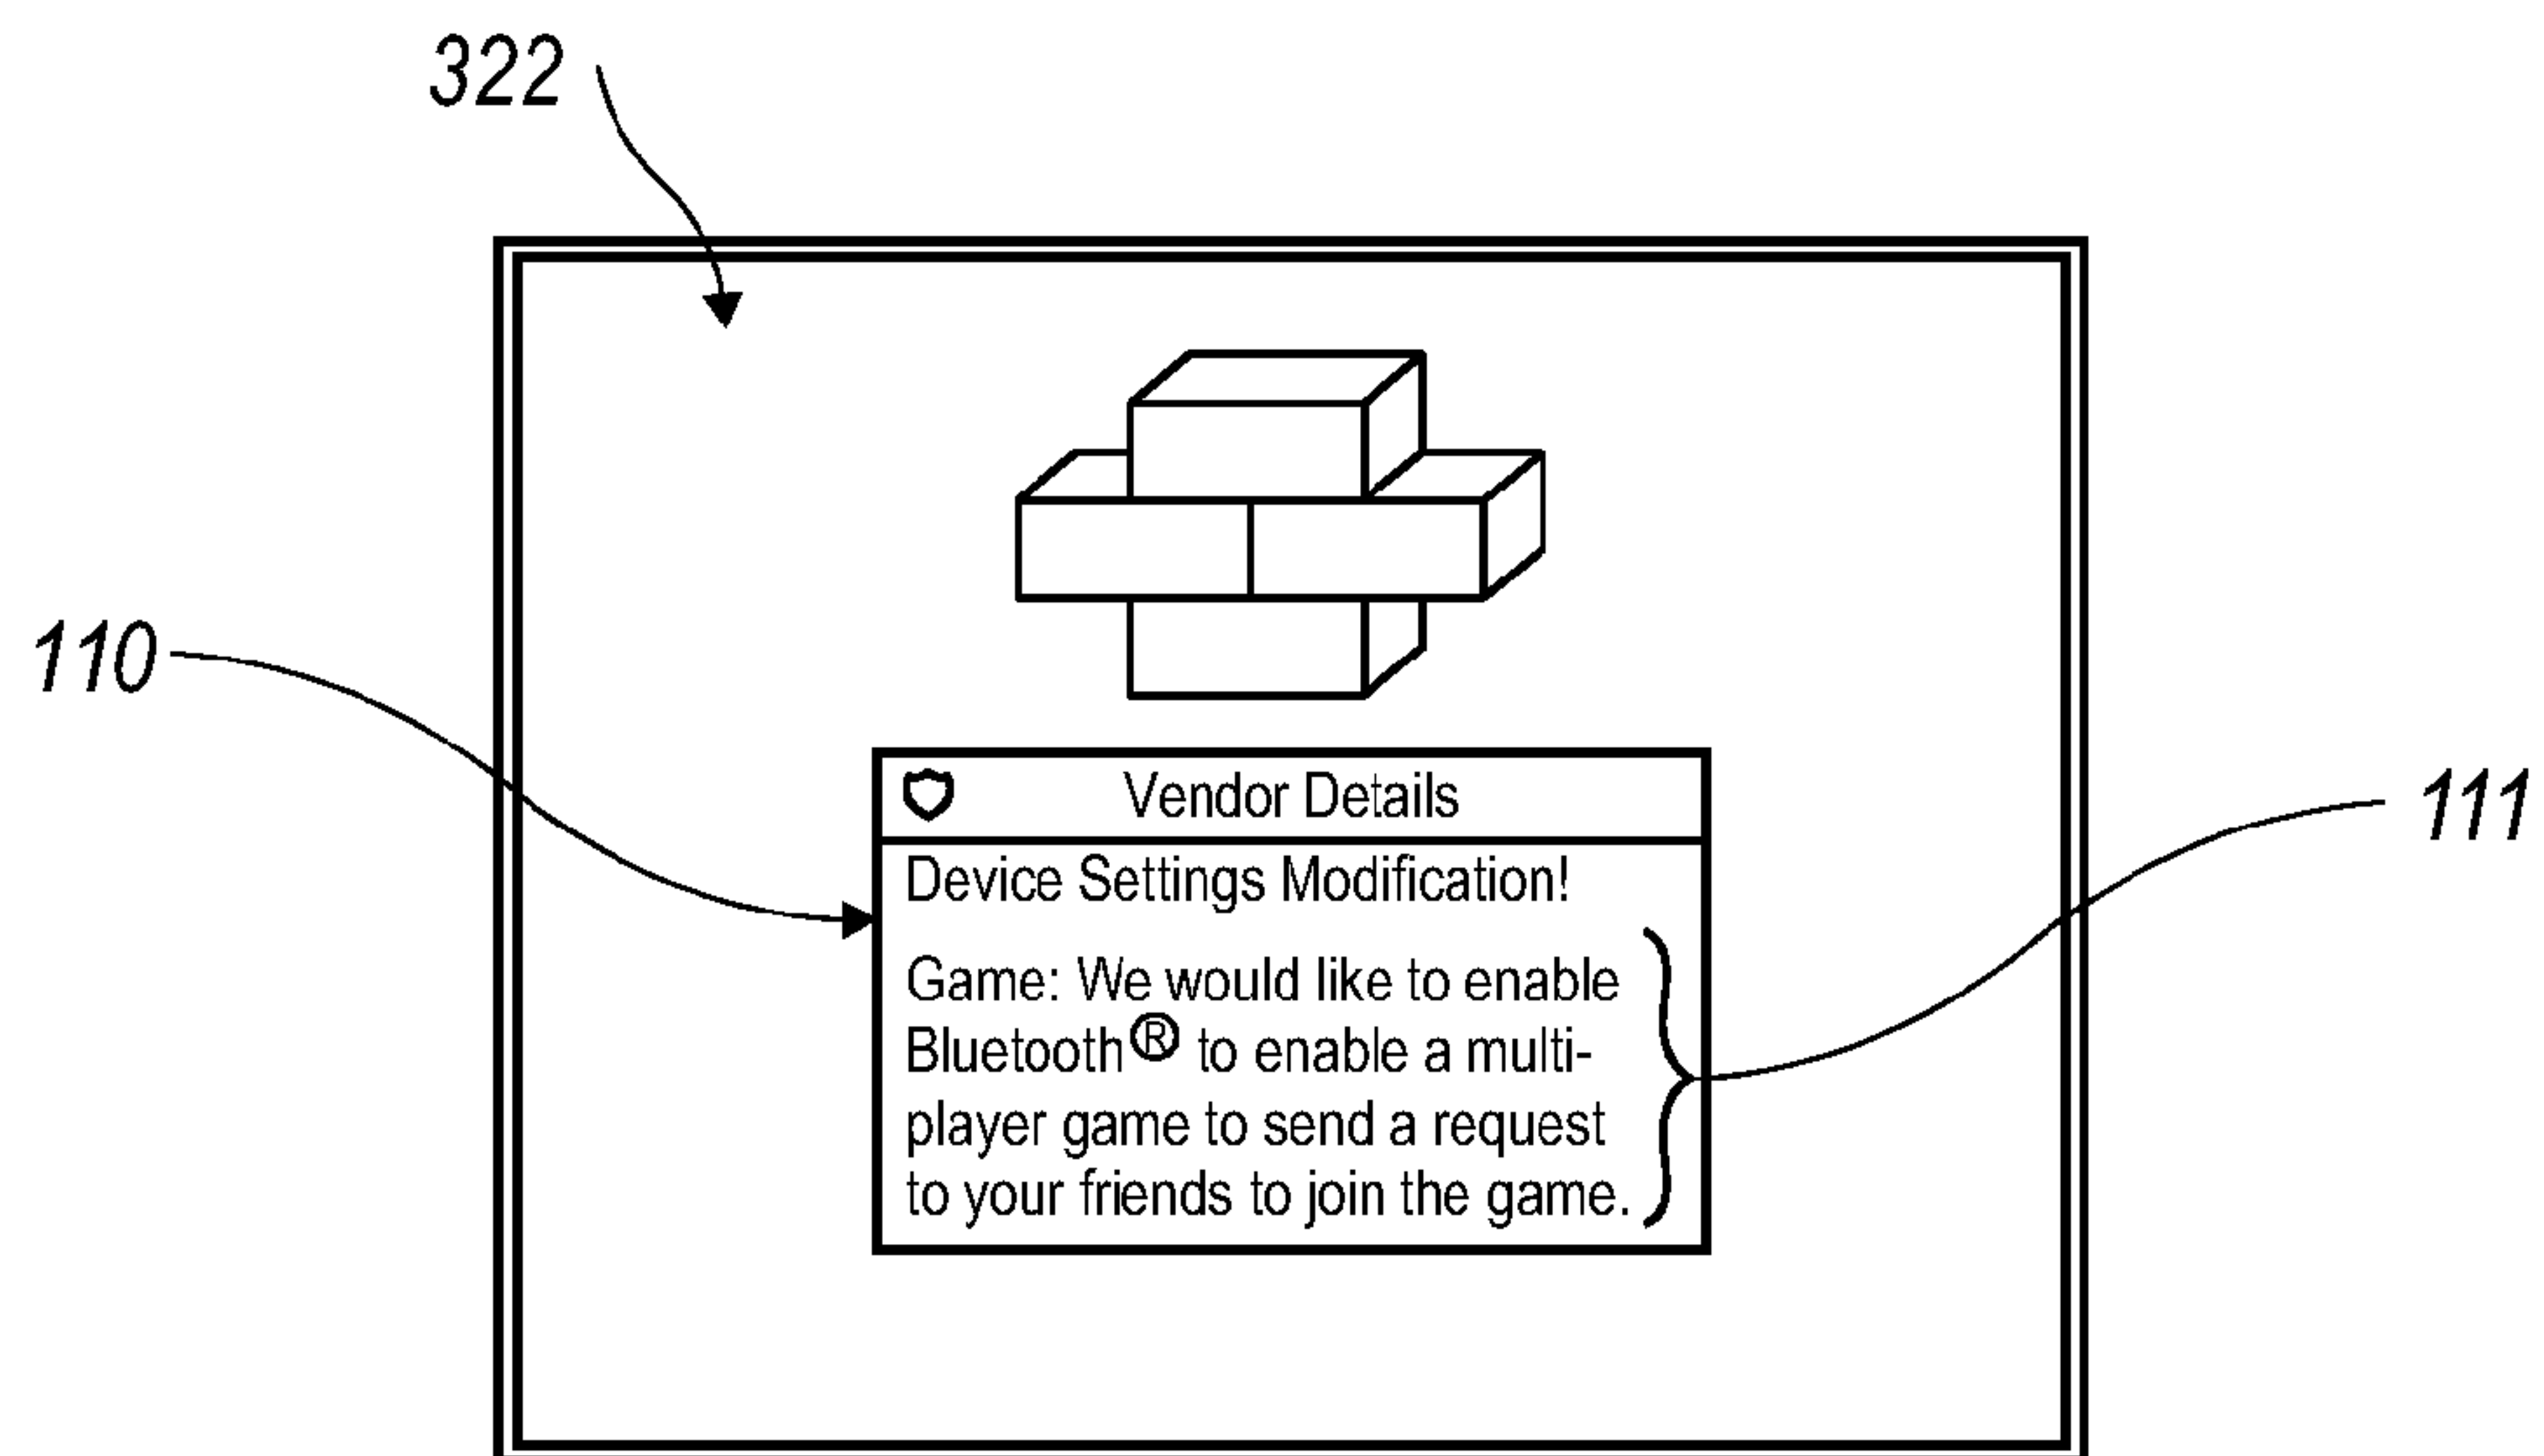 322
110
Vendor Details
Device Settings Modification!
111
Game: We would like to enable
Bluetooth® to enable a multi-
player game to send a request
to your friends to join the game.